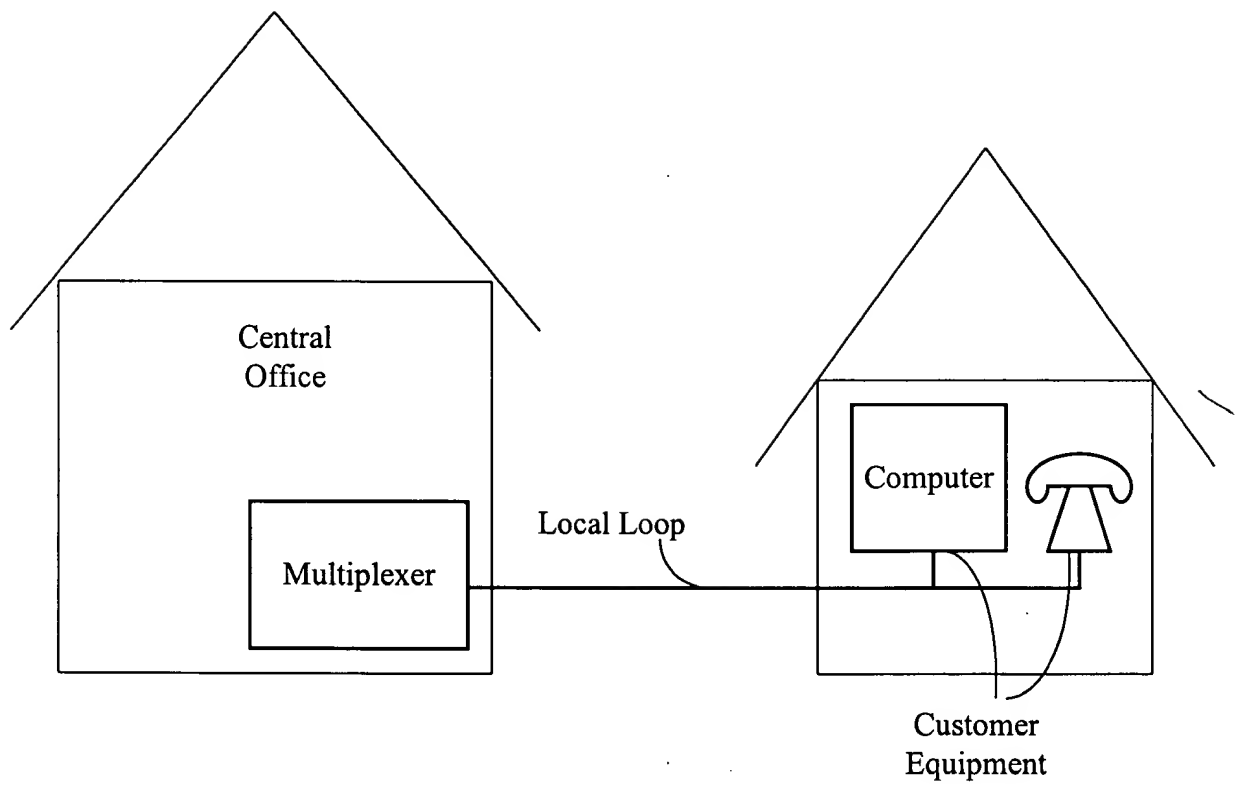 Central
Office
Multiplexer
Local Loop
Computer
Customer
Equipment